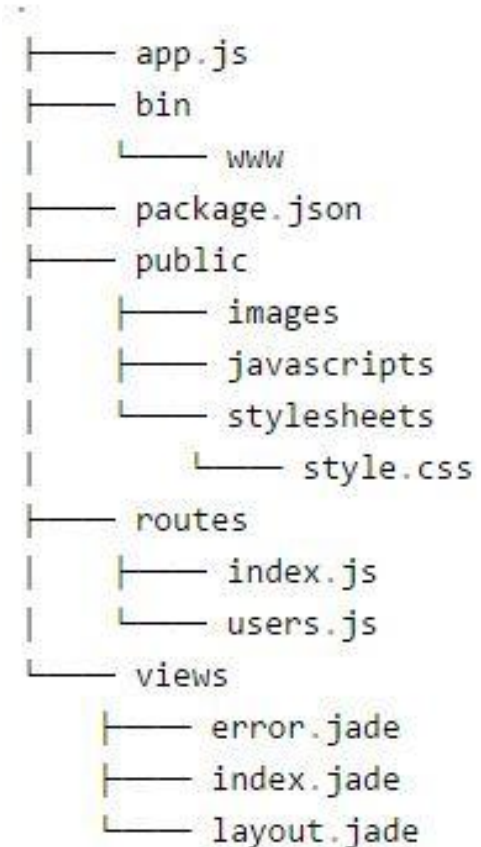 .
├── app.js
├── bin
│   └── www
├── package.json
├── public
│   ├── images
│   ├── javascripts
│   └── stylesheets
│       └── style.css
├── routes
│   ├── index.js
│   └── users.js
└── views
    ├── error.jade
    ├── index.jade
    └── layout.jade